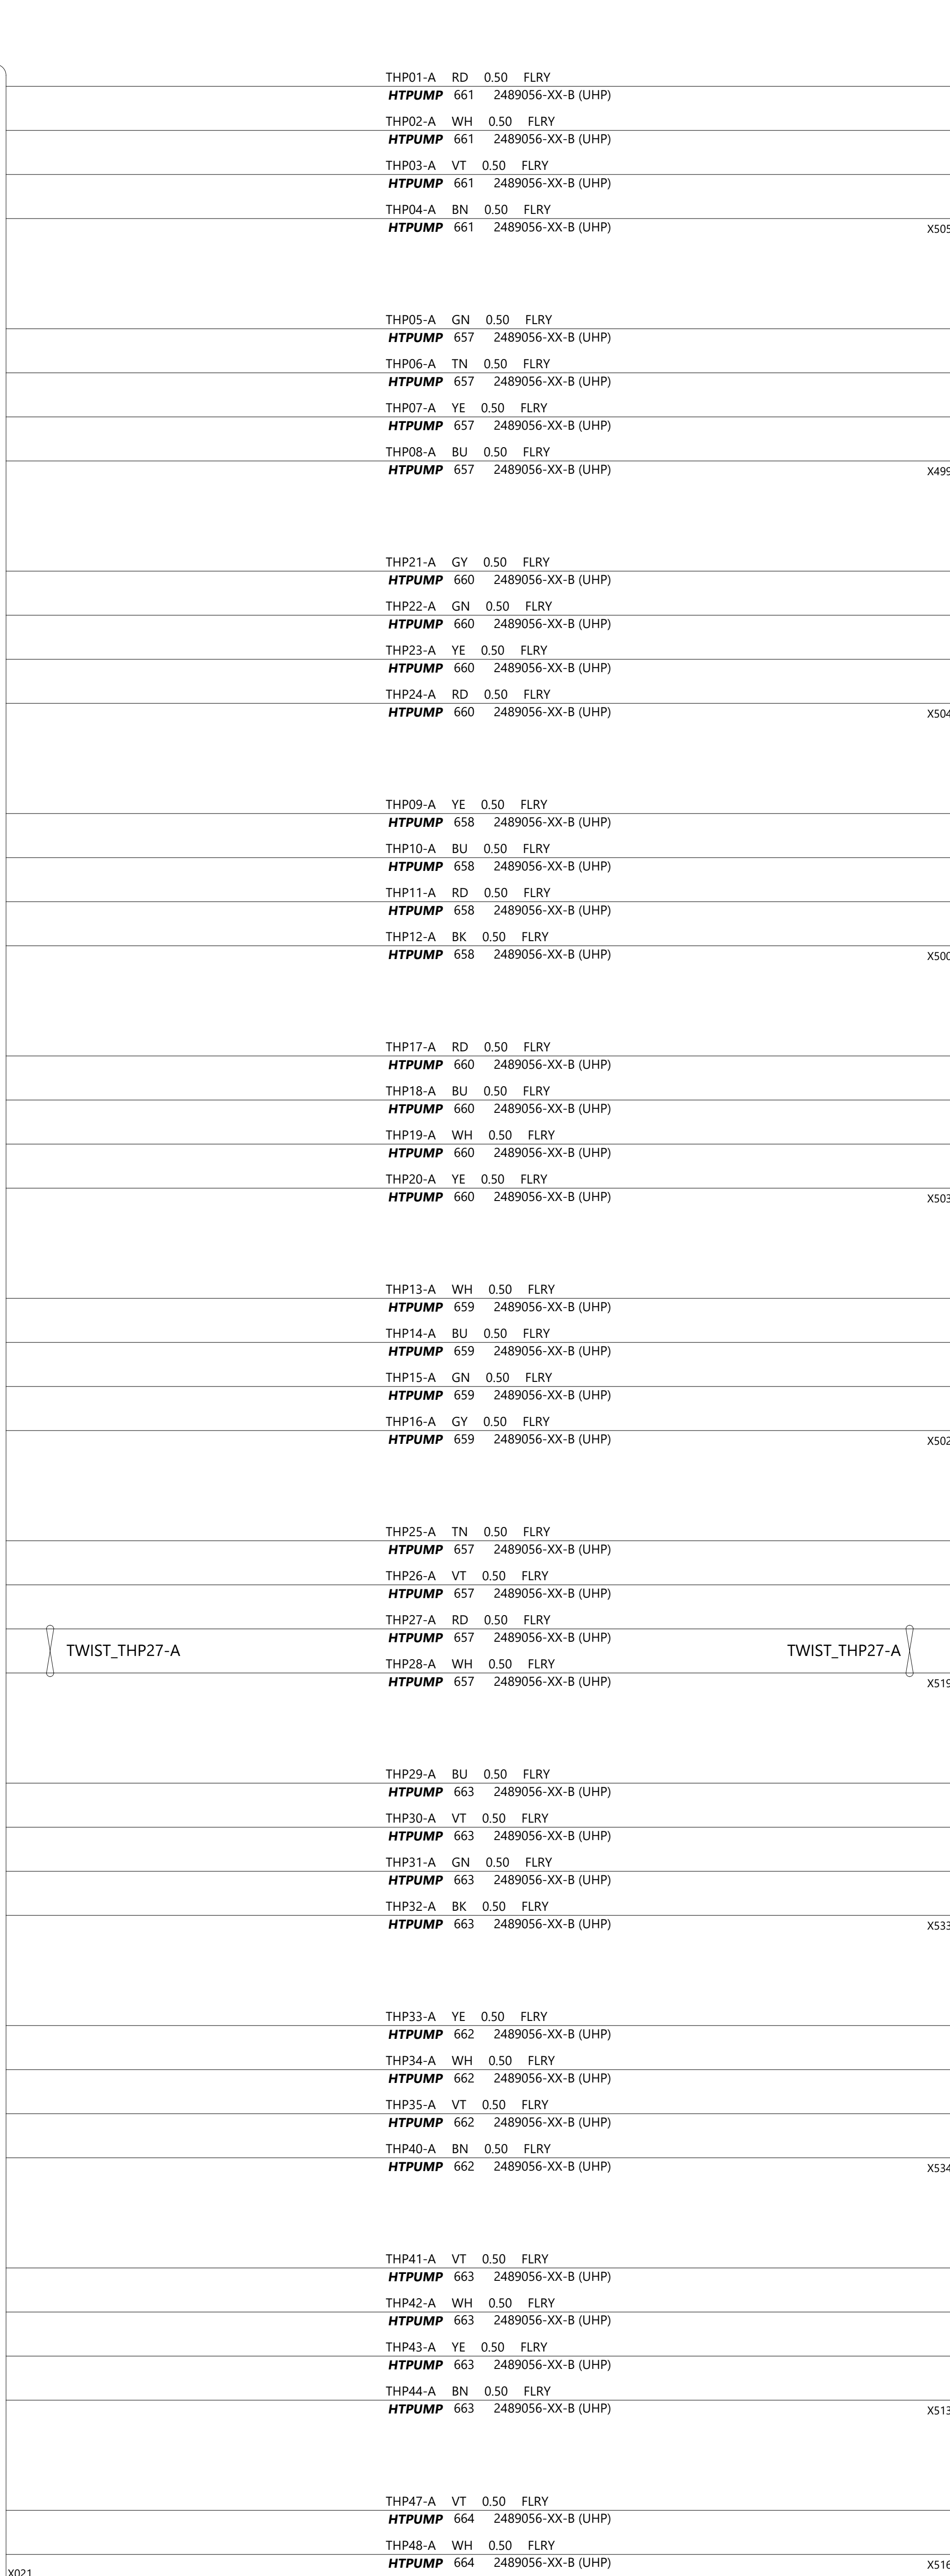 THP01-A RD 0.50 FLRY
HTPUMP 661 2489056-XX-B (UHP)
THP02-A WH 0.50 FLRY
HTPUMP 661 2489056-XX-B (UHP)
THP03-A VT 0.50 FLRY
HTPUMP 661 2489056-XX-B (UHP)
THP04-A BN 0.50 FLRY
HTPUMP 661 2489056-XX-B (UHP) X505
THP05-A GN 0.50 FLRY
HTPUMP 657 2489056-XX-B (UHP)
THP06-A TN 0.50 FLRY
HTPUMP 657 2489056-XX-B (UHP)
THP07-A YE 0.50 FLRY
HTPUMP 657 2489056-XX-B (UHP)
THP08-A BU 0.50 FLRY
HTPUMP 657 2489056-XX-B (UHP) X499
THP21-A GY 0.50 FLRY
HTPUMP 660 2489056-XX-B (UHP)
THP22-A GN 0.50 FLRY
HTPUMP 660 2489056-XX-B (UHP)
THP23-A YE 0.50 FLRY
HTPUMP 660 2489056-XX-B (UHP)
THP24-A RD 0.50 FLRY
HTPUMP 660 2489056-XX-B (UHP) X504
THP09-A YE 0.50 FLRY
HTPUMP 658 2489056-XX-B (UHP)
THP10-A BU 0.50 FLRY
HTPUMP 658 2489056-XX-B (UHP)
THP11-A RD 0.50 FLRY
HTPUMP 658 2489056-XX-B (UHP)
THP12-A BK 0.50 FLRY
HTPUMP 658 2489056-XX-B (UHP) X500
THP17-A RD 0.50 FLRY
HTPUMP 660 2489056-XX-B (UHP)
THP18-A BU 0.50 FLRY
HTPUMP 660 2489056-XX-B (UHP)
THP19-A WH 0.50 FLRY
HTPUMP 660 2489056-XX-B (UHP)
THP20-A YE 0.50 FLRY
HTPUMP 660 2489056-XX-B (UHP) X503
THP13-A WH 0.50 FLRY
HTPUMP 659 2489056-XX-B (UHP)
THP14-A BU 0.50 FLRY
HTPUMP 659 2489056-XX-B (UHP)
THP15-A GN 0.50 FLRY
HTPUMP 659 2489056-XX-B (UHP)
THP16-A GY 0.50 FLRY
HTPUMP 659 2489056-XX-B (UHP) X502
THP25-A TN 0.50 FLRY
HTPUMP 657 2489056-XX-B (UHP)
THP26-A VT 0.50 FLRY
HTPUMP 657 2489056-XX-B (UHP)
THP27-A RD 0.50 FLRY
HTPUMP 657 2489056-XX-B (UHP)
TWIST_THP27-A TWIST_THP27-A
THP28-A WH 0.50 FLRY
HTPUMP 657 2489056-XX-B (UHP) X519
THP29-A BU 0.50 FLRY
HTPUMP 663 2489056-XX-B (UHP)
THP30-A VT 0.50 FLRY
HTPUMP 663 2489056-XX-B (UHP)
THP31-A GN 0.50 FLRY
HTPUMP 663 2489056-XX-B (UHP)
THP32-A BK 0.50 FLRY
HTPUMP 663 2489056-XX-B (UHP) X533
THP33-A YE 0.50 FLRY
HTPUMP 662 2489056-XX-B (UHP)
THP34-A WH 0.50 FLRY
HTPUMP 662 2489056-XX-B (UHP)
THP35-A VT 0.50 FLRY
HTPUMP 662 2489056-XX-B (UHP)
THP40-A BN 0.50 FLRY
HTPUMP 662 2489056-XX-B (UHP) X534
THP41-A VT 0.50 FLRY
HTPUMP 663 2489056-XX-B (UHP)
THP42-A WH 0.50 FLRY
HTPUMP 663 2489056-XX-B (UHP)
THP43-A YE 0.50 FLRY
HTPUMP 663 2489056-XX-B (UHP)
THP44-A BN 0.50 FLRY
HTPUMP 663 2489056-XX-B (UHP) X513
THP47-A VT 0.50 FLRY
HTPUMP 664 2489056-XX-B (UHP)
THP48-A WH 0.50 FLRY
HTPUMP 664 2489056-XX-B (UHP) X516
X021